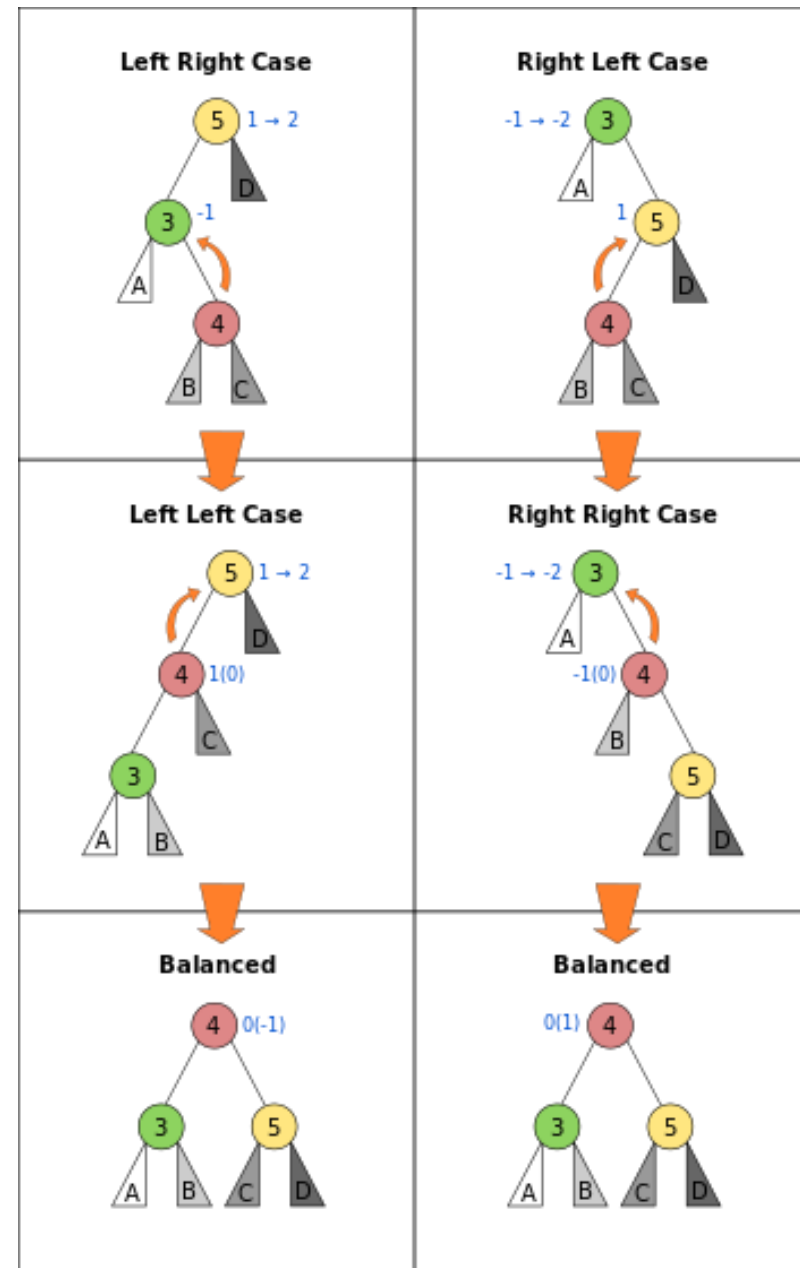 Left Right Case
5 1 → 2
D
3 -1
A
4
B C
Right Left Case
-1 → -2 3
A
1 5
D
4
B C
Left Left Case
5 1 → 2
D
4 1(0)
C
3
A B
Right Right Case
-1 → -2 3
A
-1(0) 4
B
5
C D
Balanced
4 0(-1)
3 5
A B C D
Balanced
0(1) 4
3 5
A B C D